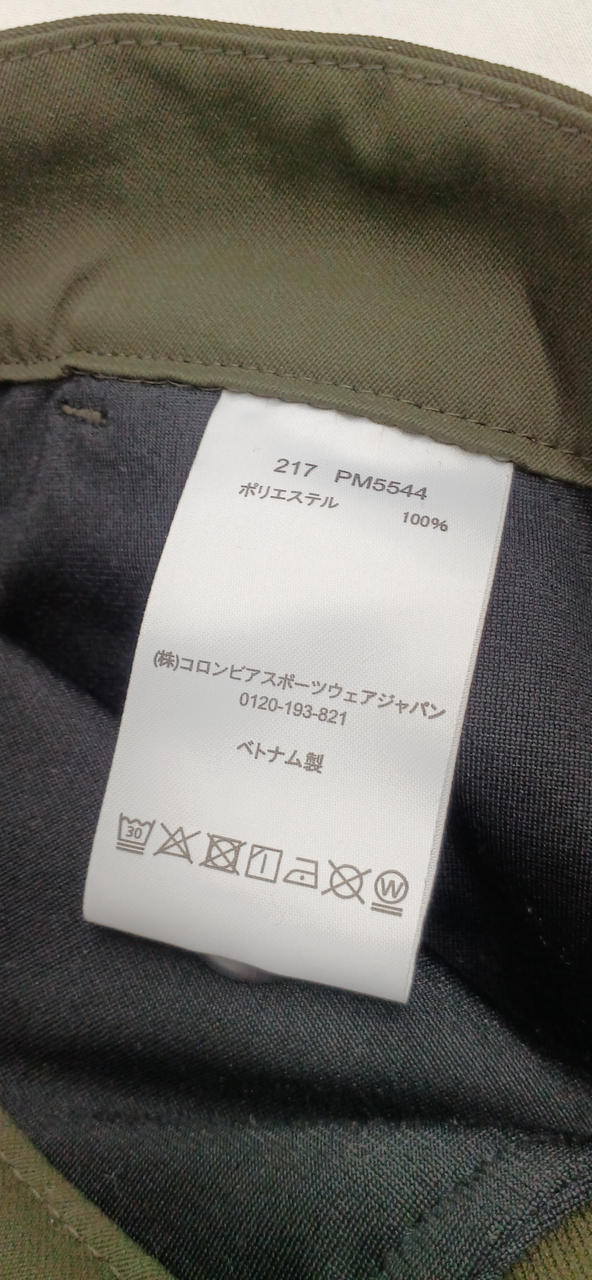 217 PM5544
ポリエステル 100%
(株)コロンビアスポーツウェアジャパン
0120-193-821
ベトナム製
30 W